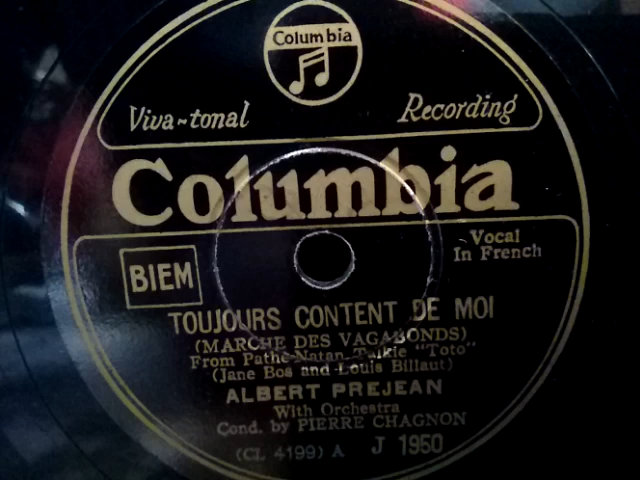 Columbia
Viva-tonal Recording
Columbia
BIEM
Vocal
In French
TOUJOURS CONTENT DE MOI
(MARCHE DES VAGABONDS)
From Pathé-Natan Talkie "Toto"
(Jane Bos and Louis Billaut)
ALBERT PREJEAN
With Orchestra
Cond. by PIERRE CHAGNON
(CL 4199) A J 1950